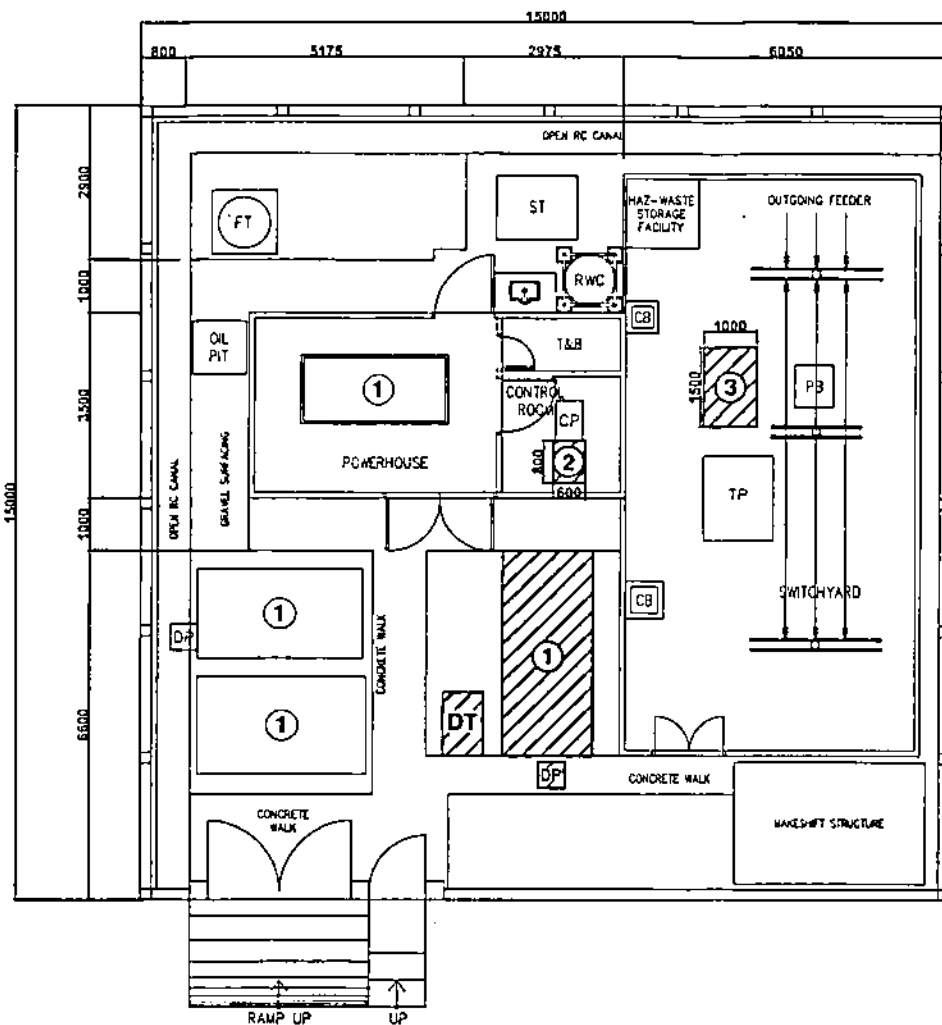 15000
800
5175
2975
6050
OPEN RC CANAL
2900
FT
ST
HAZ-WASTE
STORAGE
FACILITY
OUTGOING FEEDER
1000
RWC
CB
1000
OIL
PIT
T&B
1500
3
PB
1
CONTROL
ROOM
CP
3500
POWERHOUSE
800
2
600
TP
15000
OPEN RC CANAL
GRAVEL SURFACING
1000
1
CB
SWITCHYARD
DP
CONCRETE WALK
1
6600
1
DT
DP
CONCRETE WALK
CONCRETE
WALK
MAKESHIFT STRUCTURE
RAMP UP
UP